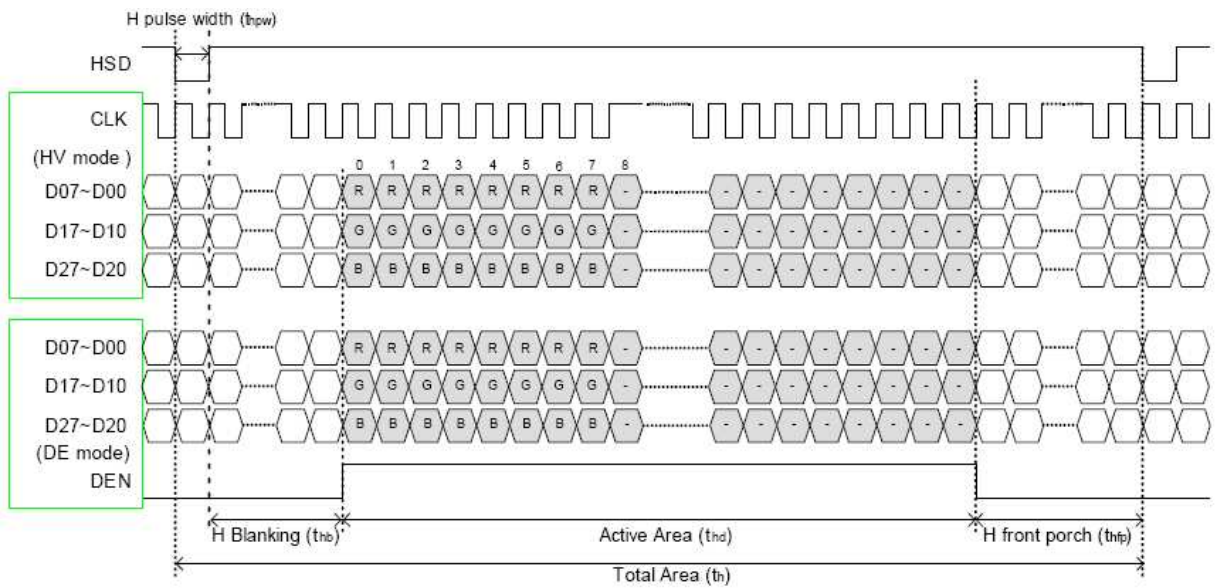 H pulse width (thpw)
HSD
CLK
(HV mode )
0 1 2 3 4 5 6 7 8
D07~D00 R R R R R R R R - - - - - - - - -
D17~D10 G G G G G G G G - - - - - - - - -
D27~D20 B B B B B B B B - - - - - - - - -
D07~D00 R R R R R R R R - - - - - - - - -
D17~D10 G G G G G G G G - - - - - - - - -
D27~D20 B B B B B B B B - - - - - - - - -
(DE mode)
DEN
H Blanking (thb) Active Area (thd) H front porch (thfp)
Total Area (th)